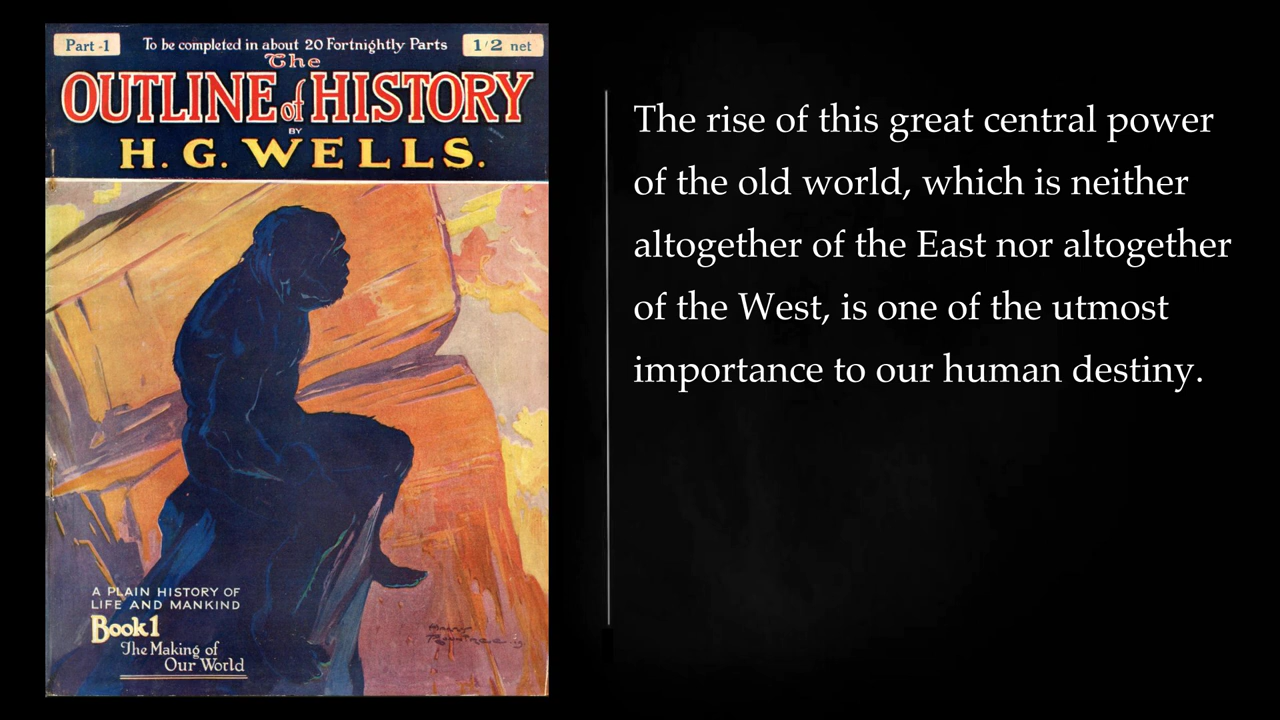 Part -1
To be completed in about 20 Fortnightly Parts
1/2 net
The
OUTLINE of HISTORY
BY
H. G. WELLS.
A PLAIN HISTORY OF
LIFE AND MANKIND
Book 1
The Making of
Our World
The rise of this great central power
of the old world, which is neither
altogether of the East nor altogether
of the West, is one of the utmost
importance to our human destiny.